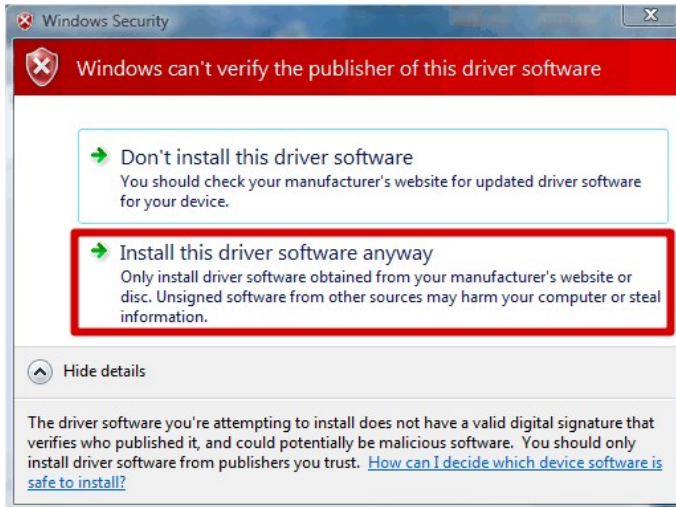 Windows Security
Windows can't verify the publisher of this driver software
Don't install this driver software
You should check your manufacturer's website for updated driver software
for your device.
Install this driver software anyway
Only install driver software obtained from your manufacturer's website or
disc. Unsigned software from other sources may harm your computer or steal
information.
Hide details
The driver software you're attempting to install does not have a valid digital signature that
verifies who published it, and could potentially be malicious software.  You should only
install driver software from publishers you trust.  How can I decide which device software is
safe to install?